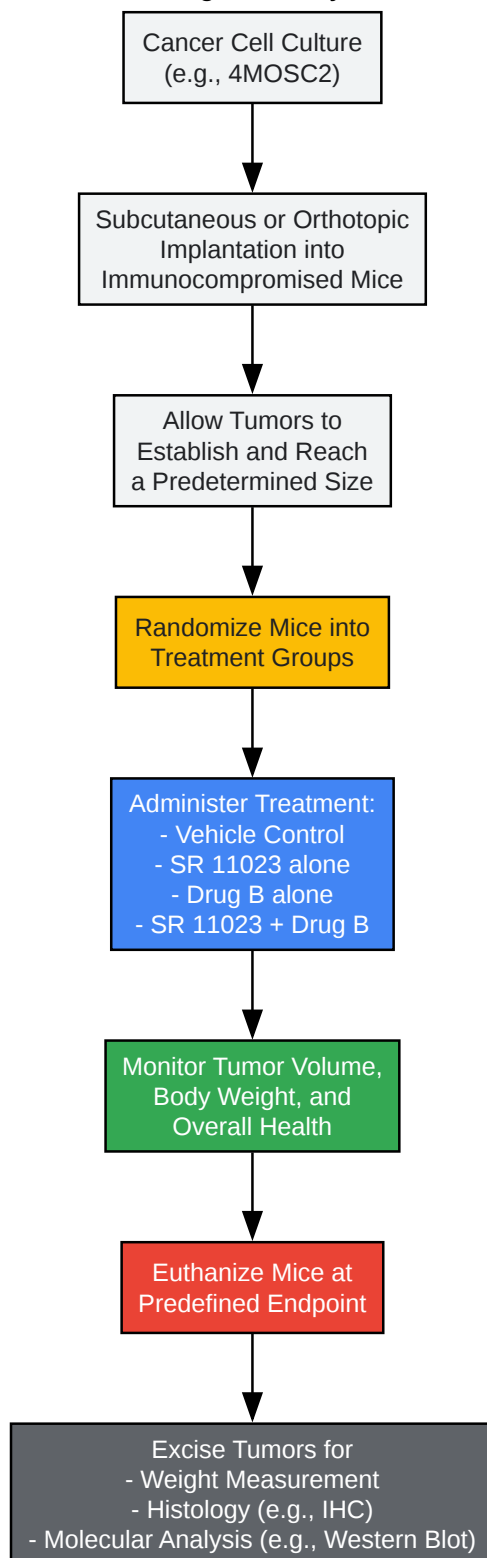 Cancer Cell Culture
(e.g., 4MOSC2)
Subcutaneous or Orthotopic
Implantation into
Immunocompromised Mice
Allow Tumors to
Establish and Reach
a Predetermined Size
Randomize Mice into
Treatment Groups
Administer Treatment:
- Vehicle Control
- SR 11023 alone
- Drug B alone
- SR 11023 + Drug B
Monitor Tumor Volume,
Body Weight, and
Overall Health
Euthanize Mice at
Predefined Endpoint
Excise Tumors for
- Weight Measurement
- Histology (e.g., IHC)
- Molecular Analysis (e.g., Western Blot)